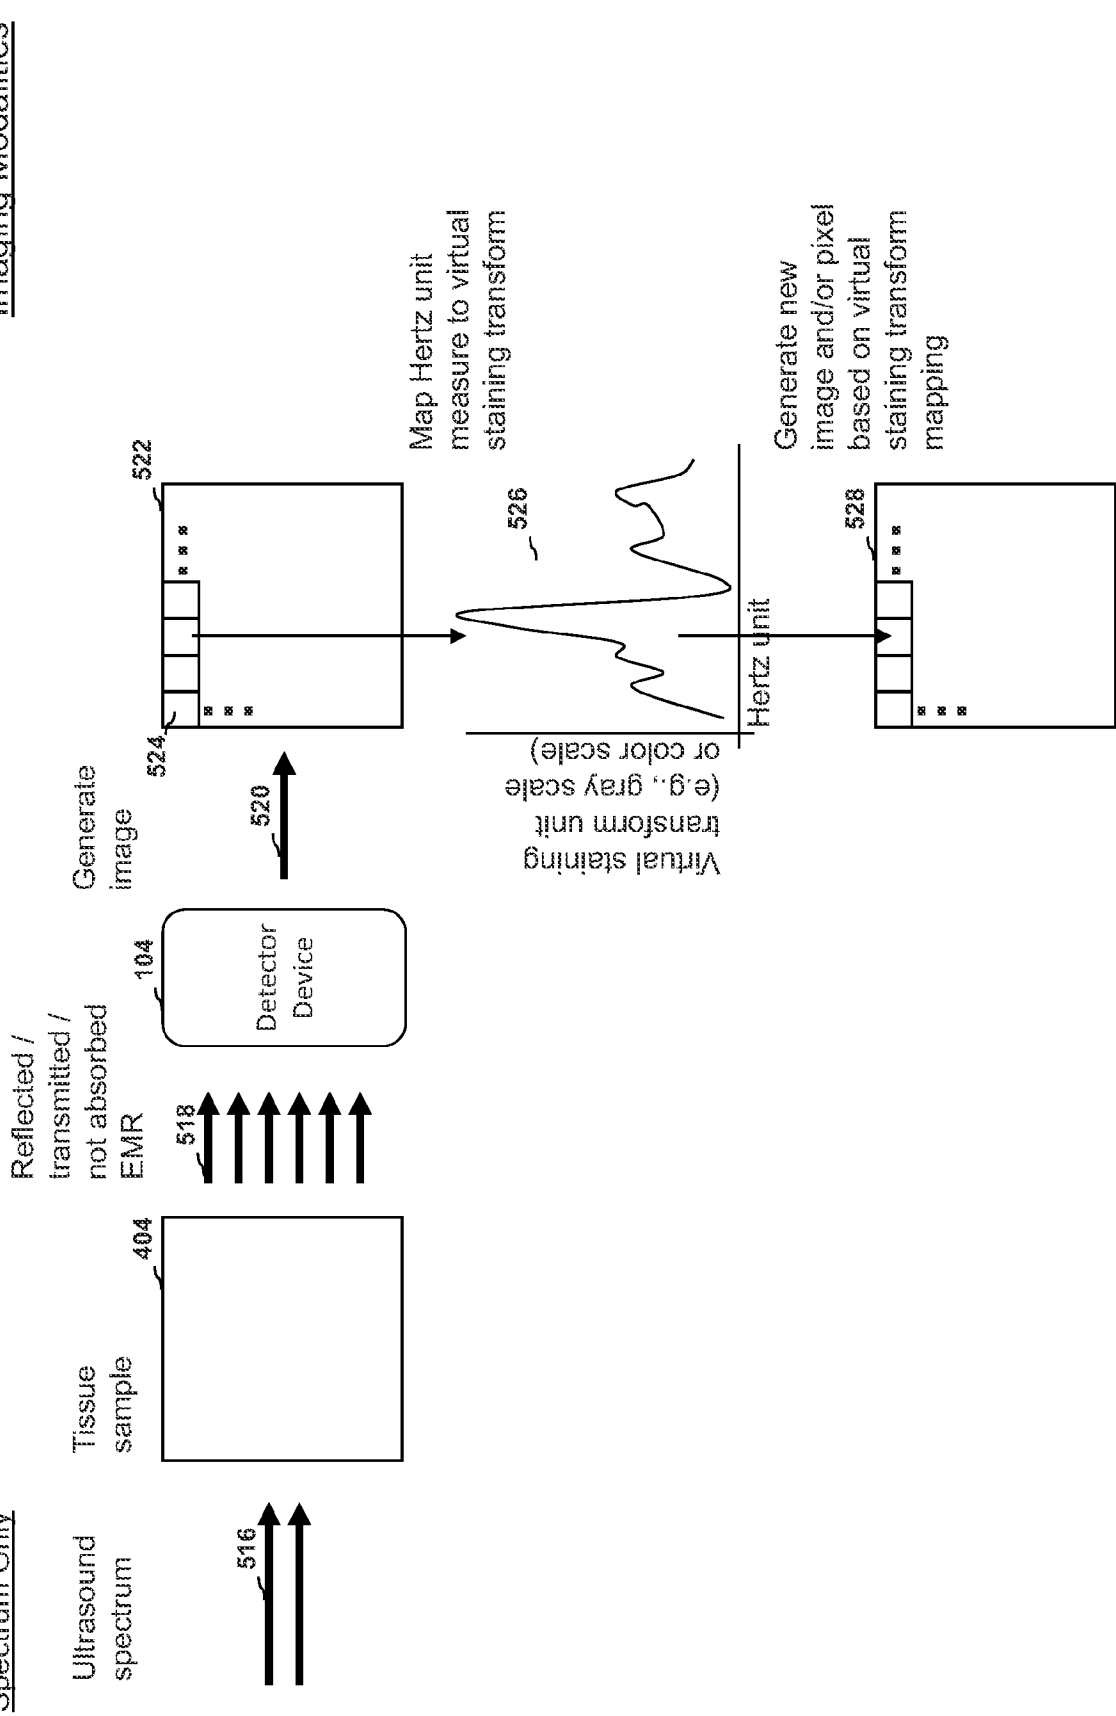 Spectrum Only
Imaging Modalities
Ultrasound
spectrum
516
Tissue
sample
404
Reflected /
transmitted /
not absorbed
EMR
518
104
Detector
Device
Generate
image
520
524
522
Map Hertz unit
measure to virtual
staining transform
526
Virtual staining
transform unit
(e.g., gray scale
or color scale)
Hertz unit
Generate new
image and/or pixel
based on virtual
staining transform
mapping
528